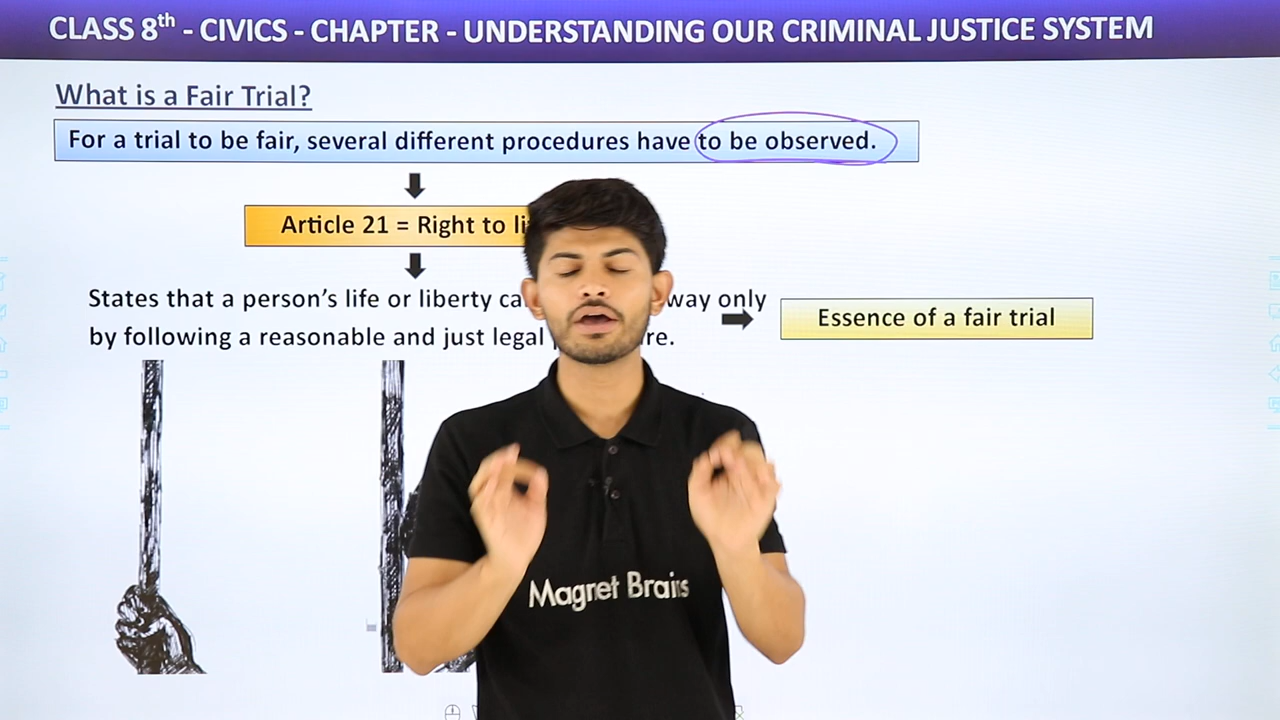 CLASS 8th - CIVICS - CHAPTER - UNDERSTANDING OUR CRIMINAL JUSTICE SYSTEM
What is a Fair Trial?
For a trial to be fair, several different procedures have to be observed.
Article 21 = Right to
States that a person's life or liberty way only
by following a reasonable and just legal
Essence of a fair trial
Magnet Brains